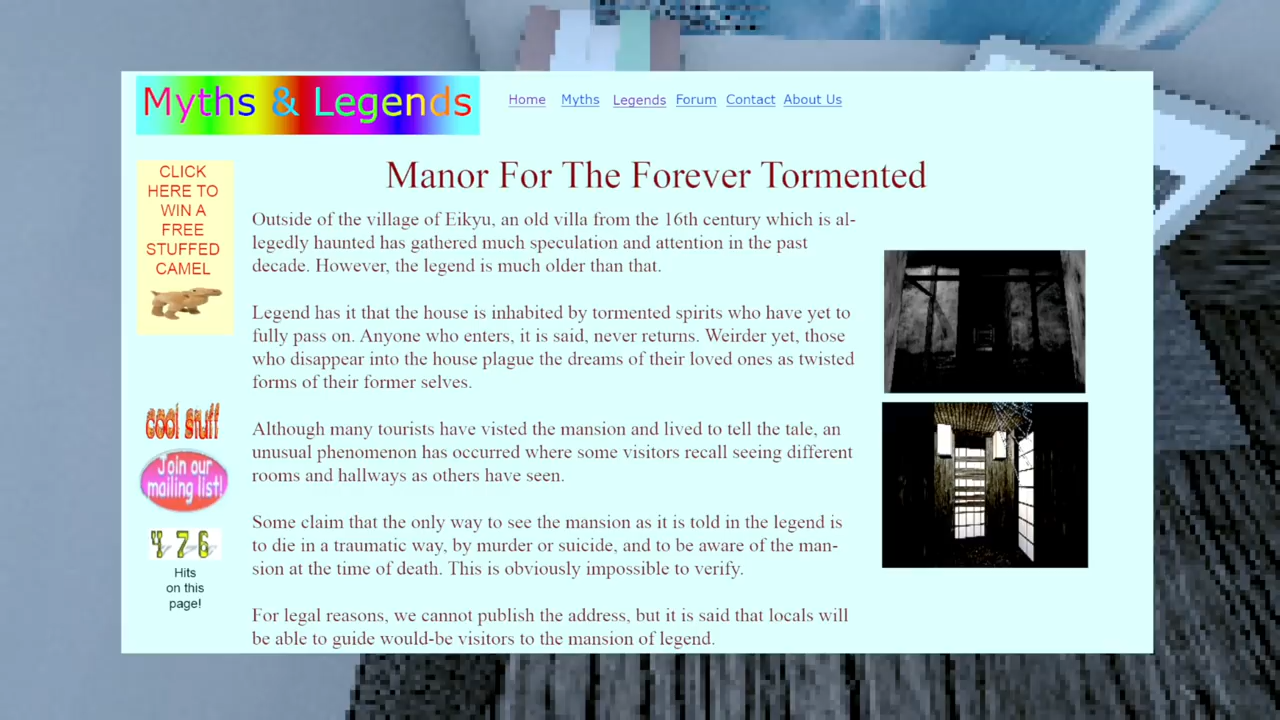 Myths & Legends
Home Myths Legends Forum Contact About Us
CLICK
HERE TO
WIN A
FREE
STUFFED
CAMEL
cool stuff
Join our
mailing list!
476
Hits
on this
page!
Manor For The Forever Tormented
Outside of the village of Eikyu, an old villa from the 16th century which is al-
legedly haunted has gathered much speculation and attention in the past
decade. However, the legend is much older than that.
Legend has it that the house is inhabited by tormented spirits who have yet to
fully pass on. Anyone who enters, it is said, never returns. Weirder yet, those
who disappear into the house plague the dreams of their loved ones as twisted
forms of their former selves.
Although many tourists have visted the mansion and lived to tell the tale, an
unusual phenomenon has occurred where some visitors recall seeing different
rooms and hallways as others have seen.
Some claim that the only way to see the mansion as it is told in the legend is
to die in a traumatic way, by murder or suicide, and to be aware of the man-
sion at the time of death. This is obviously impossible to verify.
For legal reasons, we cannot publish the address, but it is said that locals will
be able to guide would-be visitors to the mansion of legend.